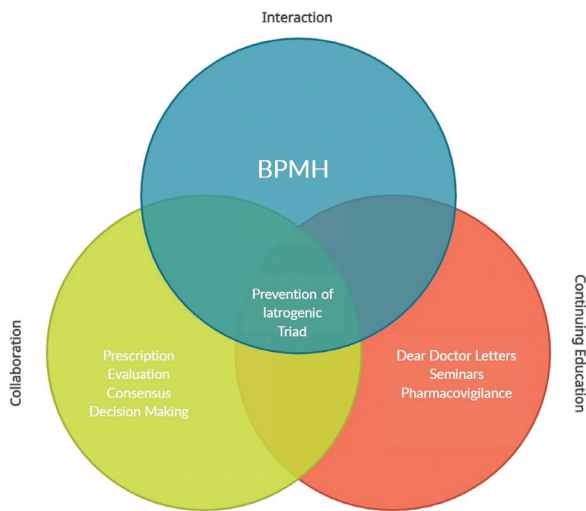 Interaction
BPMH
Prevention of
Iatrogenic
Triad
Collaboration
Prescription
Evaluation
Consensus
Decision Making
Dear Doctor Letters
Seminars
Pharmacovigilance
Continuing Education